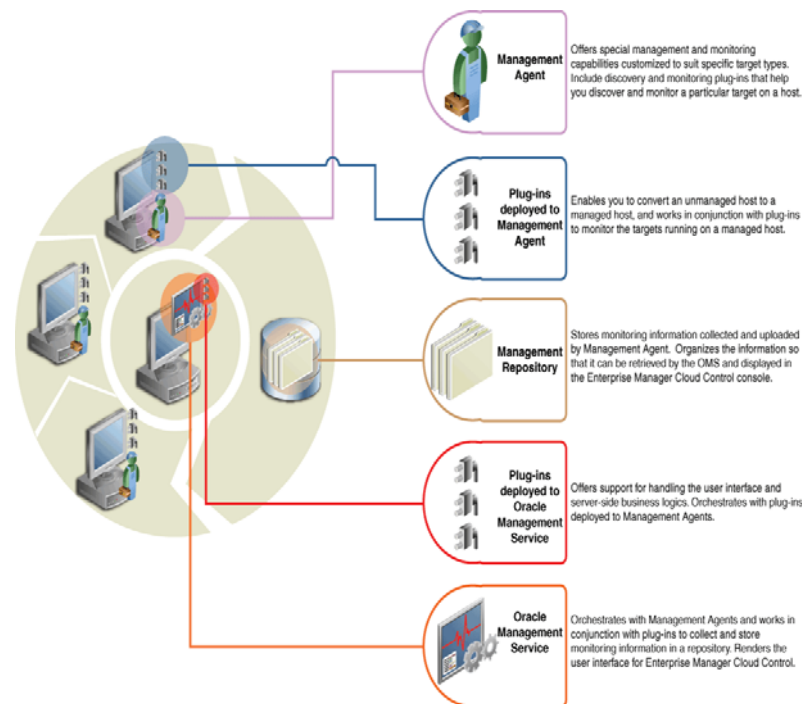 Management
Agent
Offers special management and monitoring
capabilities customized to suit specific target types.
Include discovery and monitoring plug-ins that help
you discover and monitor a particular target on a host.
Plug-ins
deployed to
Management
Agent
Enables you to convert an unmanaged host to a
managed host, and works in conjunction with plug-ins
to monitor the targets running on a managed host.
Management
Repository
Stores monitoring information collected and uploaded
by Management Agent. Organizes the information so
that it can be retrieved by the OMS and displayed in
the Enterprise Manager Cloud Control console.
Plug-ins
deployed to
Oracle
Management
Service
Offers support for handling the user interface and
server-side business logics. Orchestrates with plug-ins
deployed to Management Agents.
Oracle
Management
Service
Orchestrates with Management Agents and works in
conjunction with plug-ins to collect and store
monitoring information in a repository. Renders the
user interface for Enterprise Manager Cloud Control.